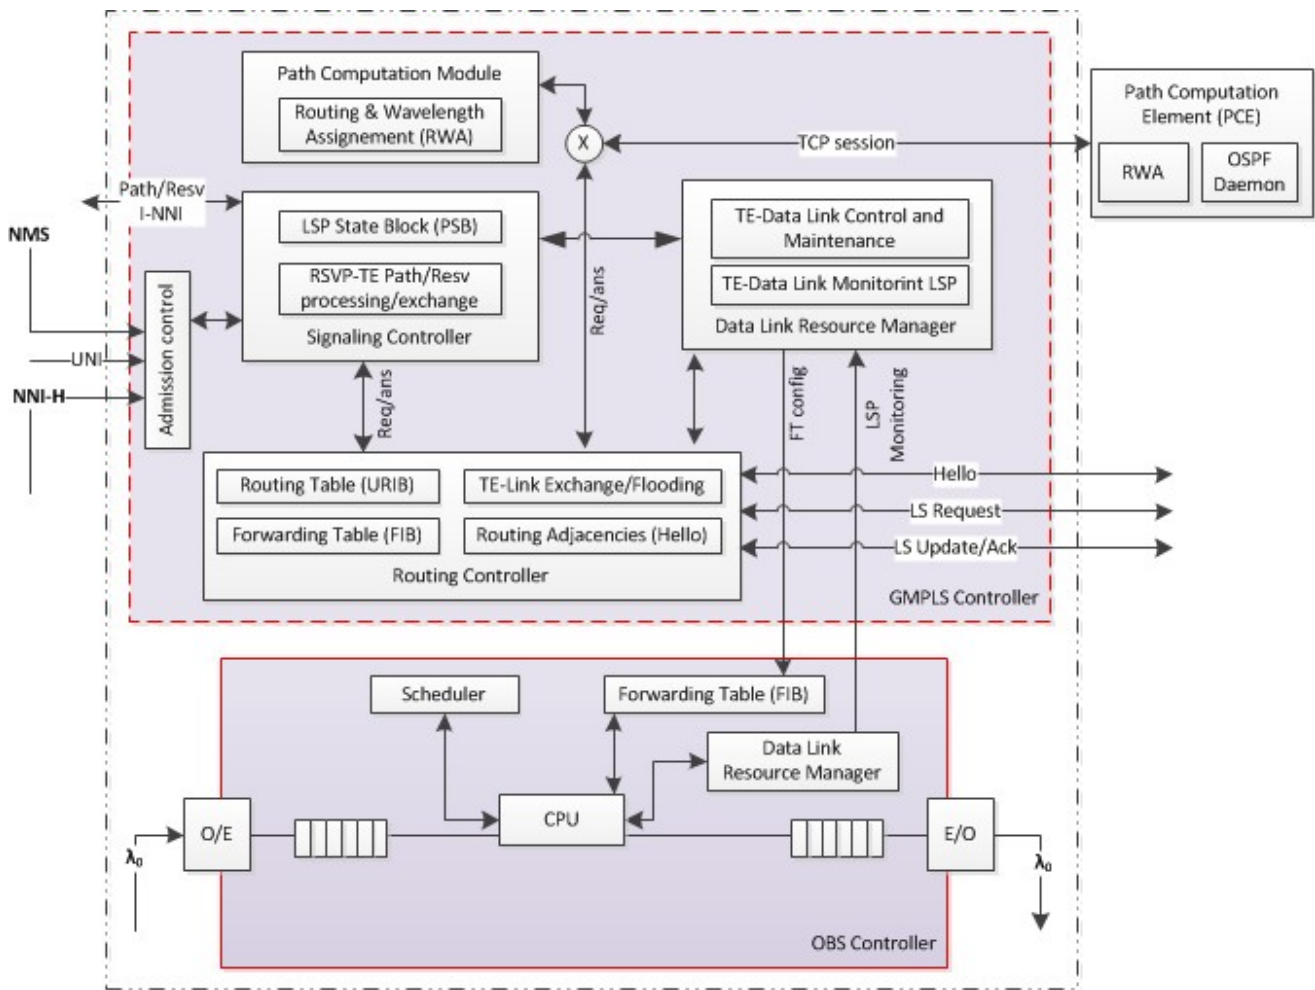 Path Computation Module
Routing & Wavelength
Assignement (RWA)
X
TCP session
Path Computation
Element (PCE)
RWA
OSPF
Daemon
Path/Resv
I-NNI
NMS
UNI
NNI-H
Admission control
LSP State Block (PSB)
RSVP-TE Path/Resv
processing/exchange
Signaling Controller
Req/ans
Req/ans
TE-Data Link Control and
Maintenance
TE-Data Link Monitorint LSP
Data Link Resource Manager
FT config
LSP
Monitoring
Routing Table (URIB)
TE-Link Exchange/Flooding
Forwarding Table (FIB)
Routing Adjacencies (Hello)
Routing Controller
Hello
LS Request
LS Update/Ack
GMPLS Controller
Scheduler
Forwarding Table (FIB)
Data Link
Resource Manager
CPU
O/E
E/O
λ₀
λ₀
OBS Controller